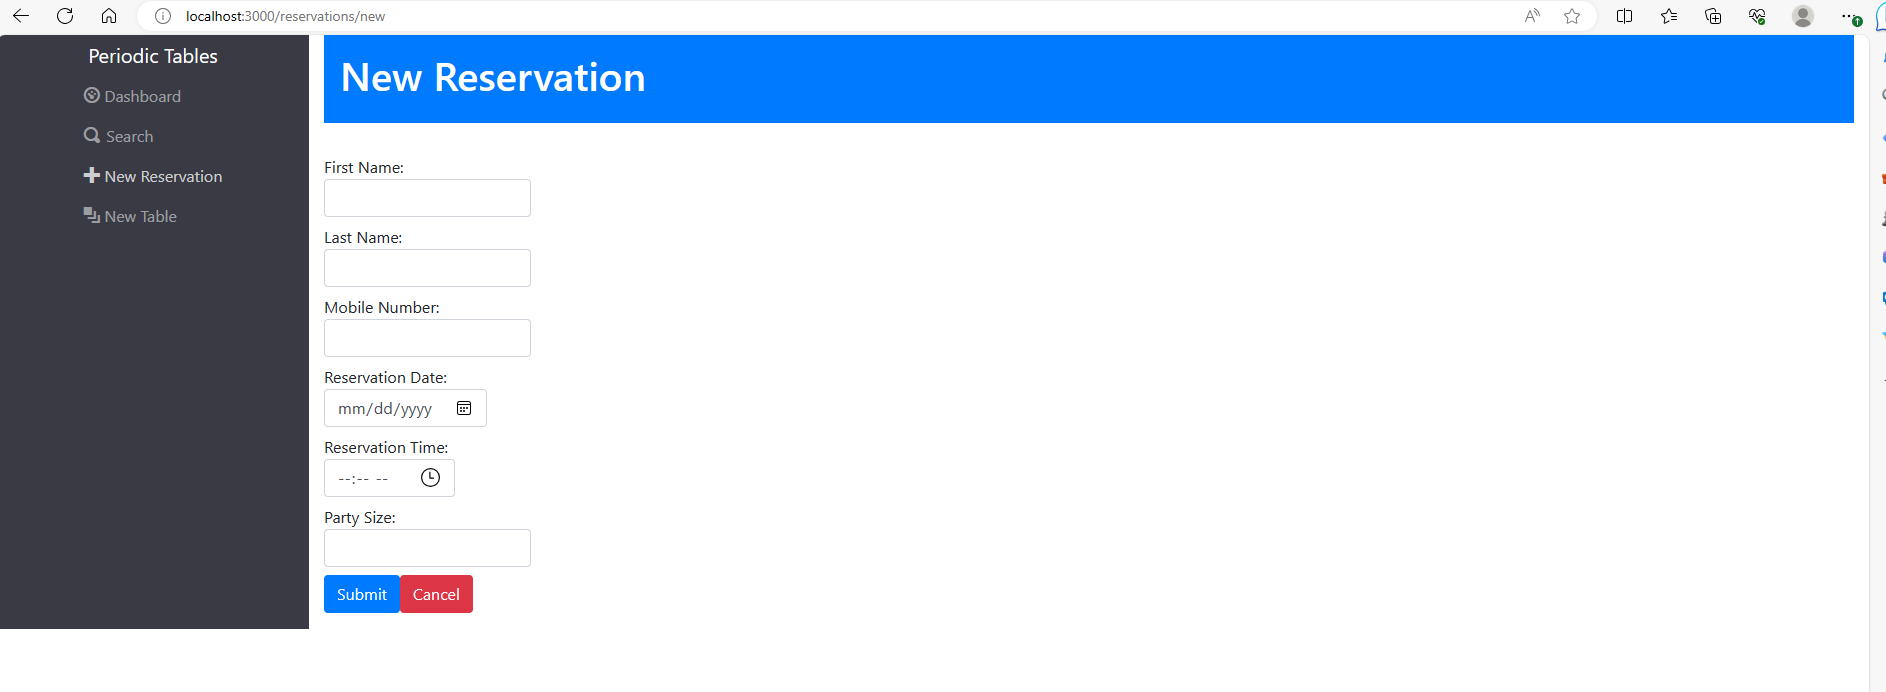 localhost:3000/reservations/new
Periodic Tables
Dashboard
Search
New Reservation
New Table
New Reservation
First Name:
Last Name:
Mobile Number:
Reservation Date:
mm/dd/yyyy
Reservation Time:
--:-- --
Party Size:
Submit Cancel